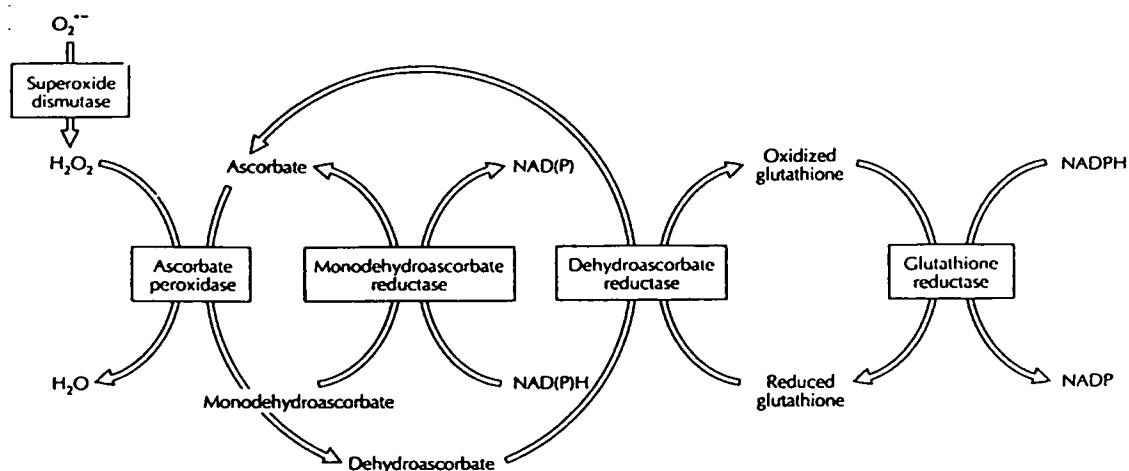 O₂˙⁻
Superoxide
dismutase
H₂O₂
Ascorbate
NAD(P)
Oxidized
glutathione
NADPH
Ascorbate
peroxidase
Monodehydroascorbate
reductase
Dehydroascorbate
reductase
Glutathione
reductase
H₂O
Monodehydroascorbate
NAD(P)H
Reduced
glutathione
NADP
Dehydroascorbate